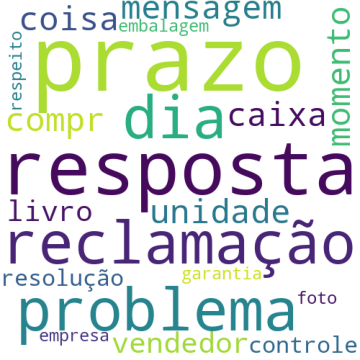 coisa mensagem
embalagem
prazo
respeito
momento
compr dia caixa
resposta
livro unidade
reclamação
resolução garantia
problema foto
empresa vendedor controle